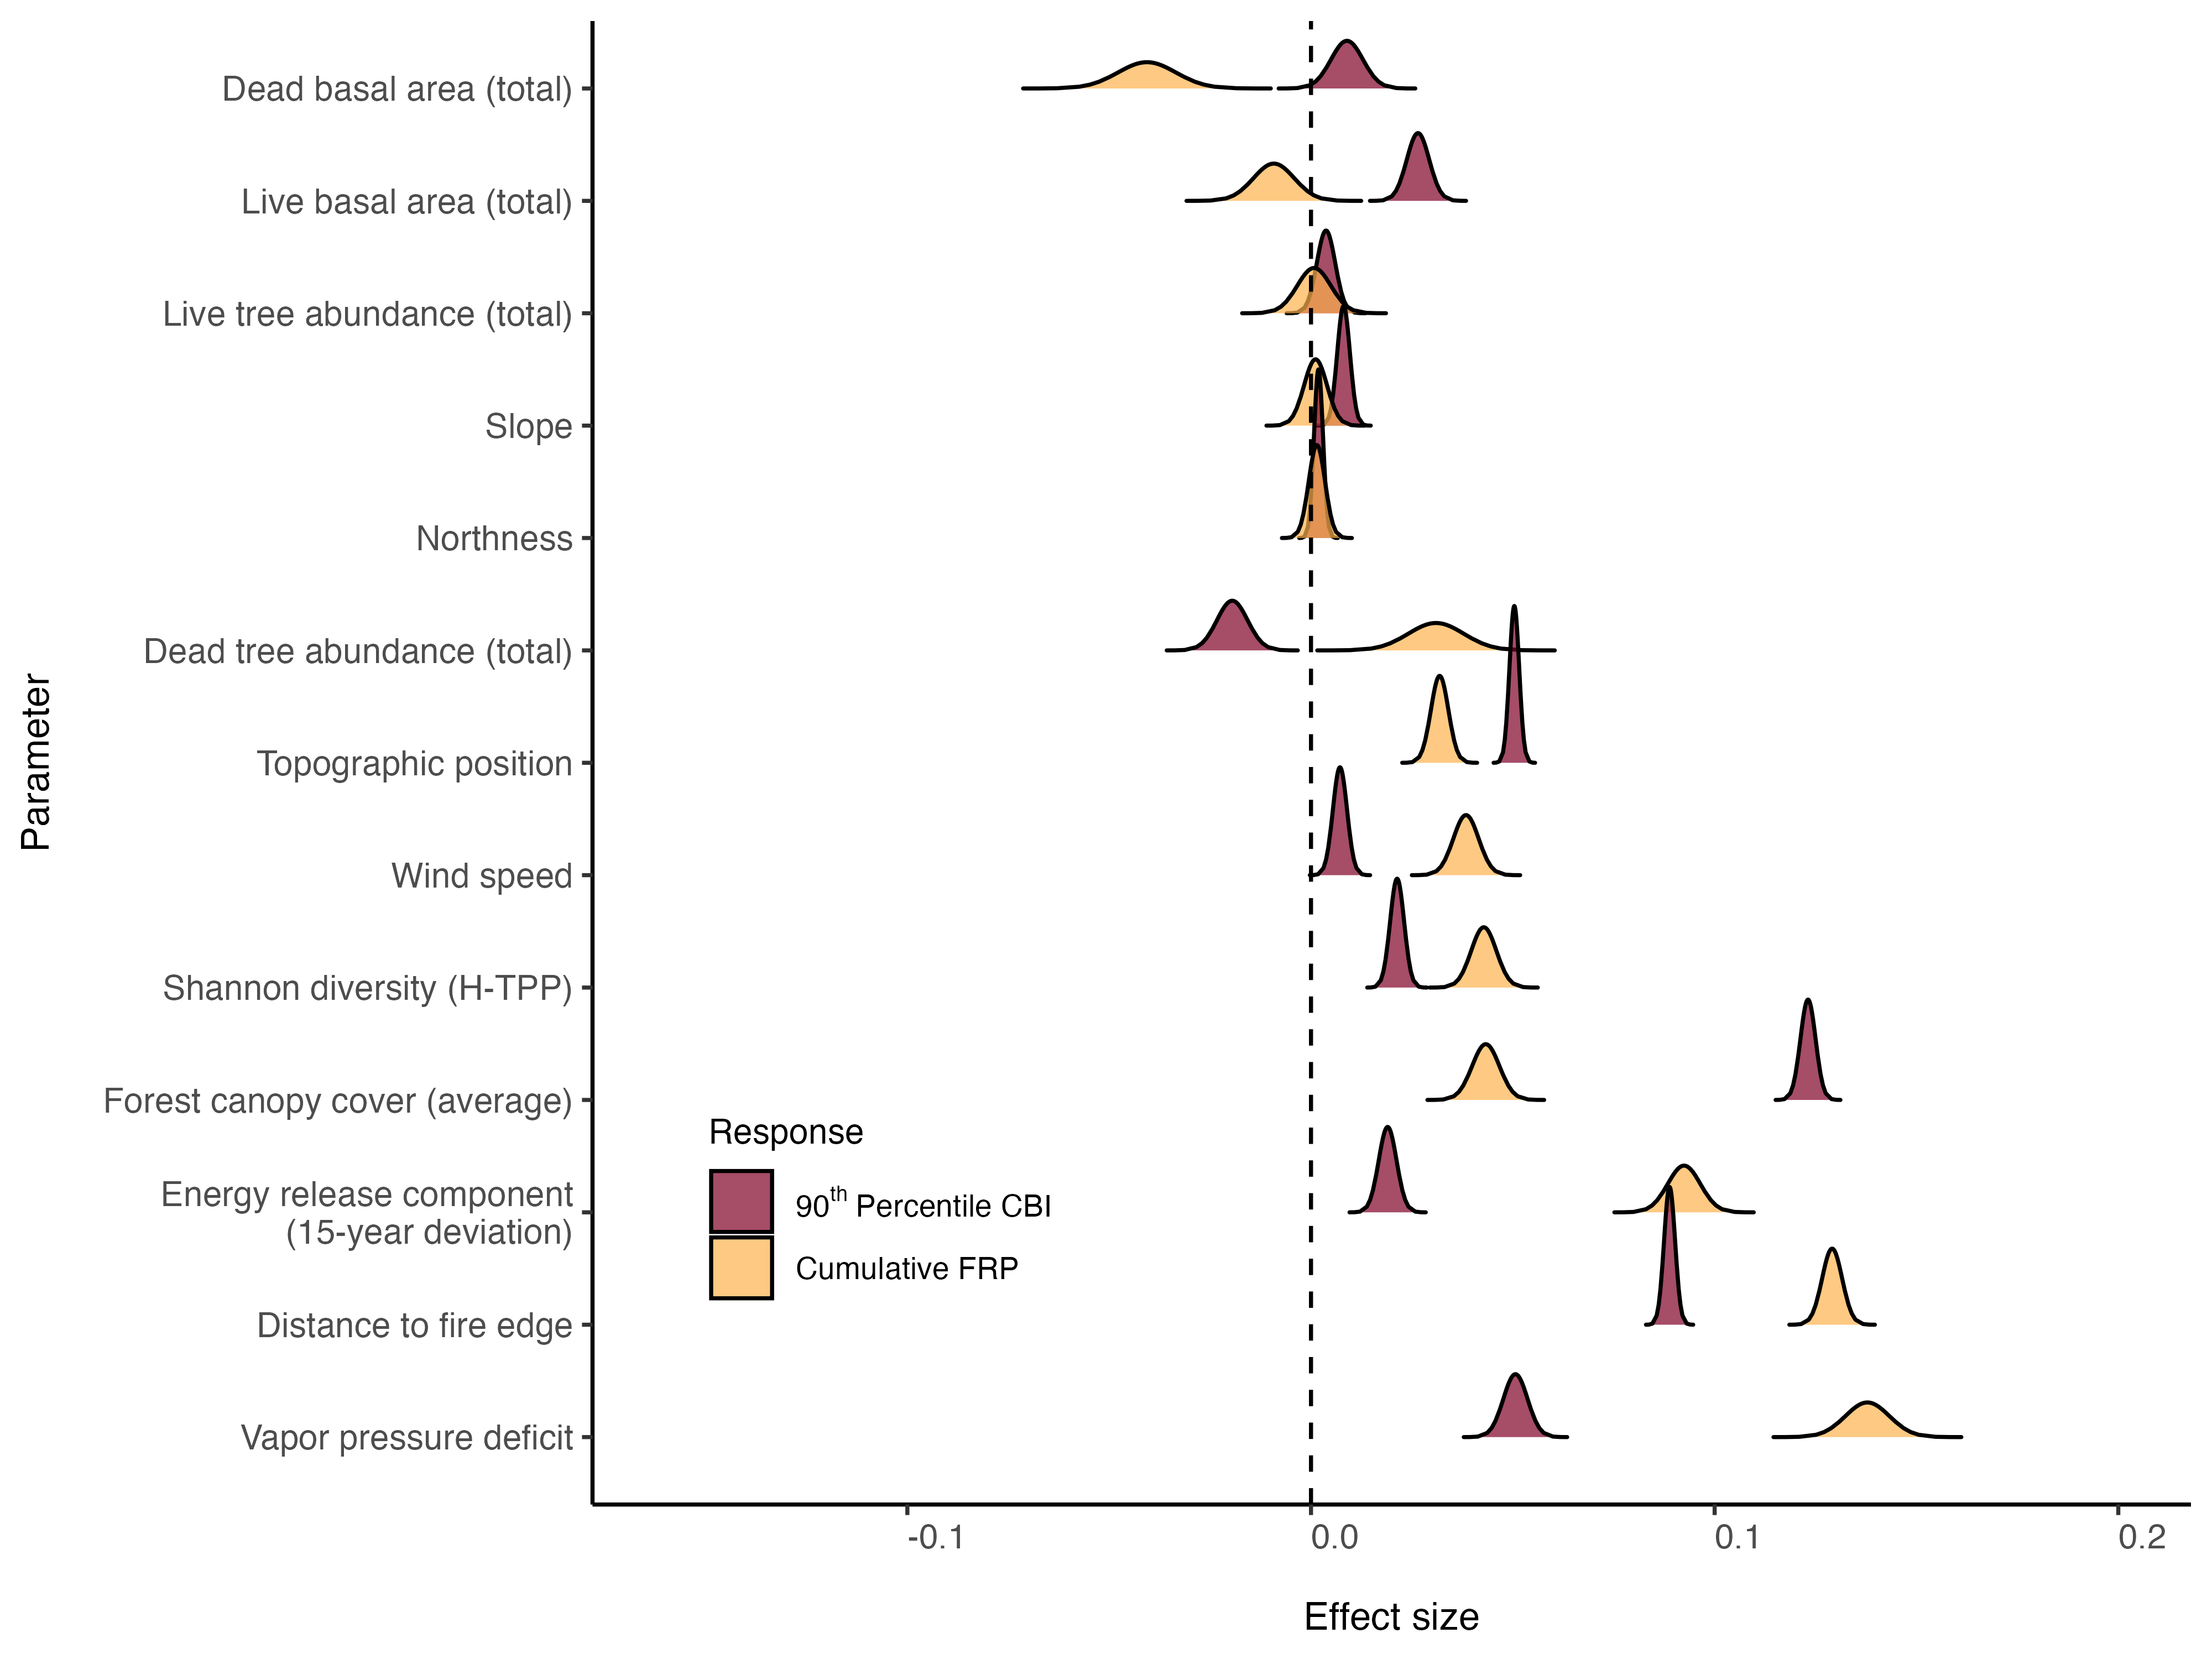 Parameter
Dead basal area (total)
Live basal area (total)
Live tree abundance (total)
Slope
Northness
Dead tree abundance (total)
Topographic position
Wind speed
Shannon diversity (H-TPP)
Forest canopy cover (average)
Energy release component
(15-year deviation)
Distance to fire edge
Vapor pressure deficit
Response
90th Percentile CBI
Cumulative FRP
-0.1
0.0
0.1
0.2
Effect size